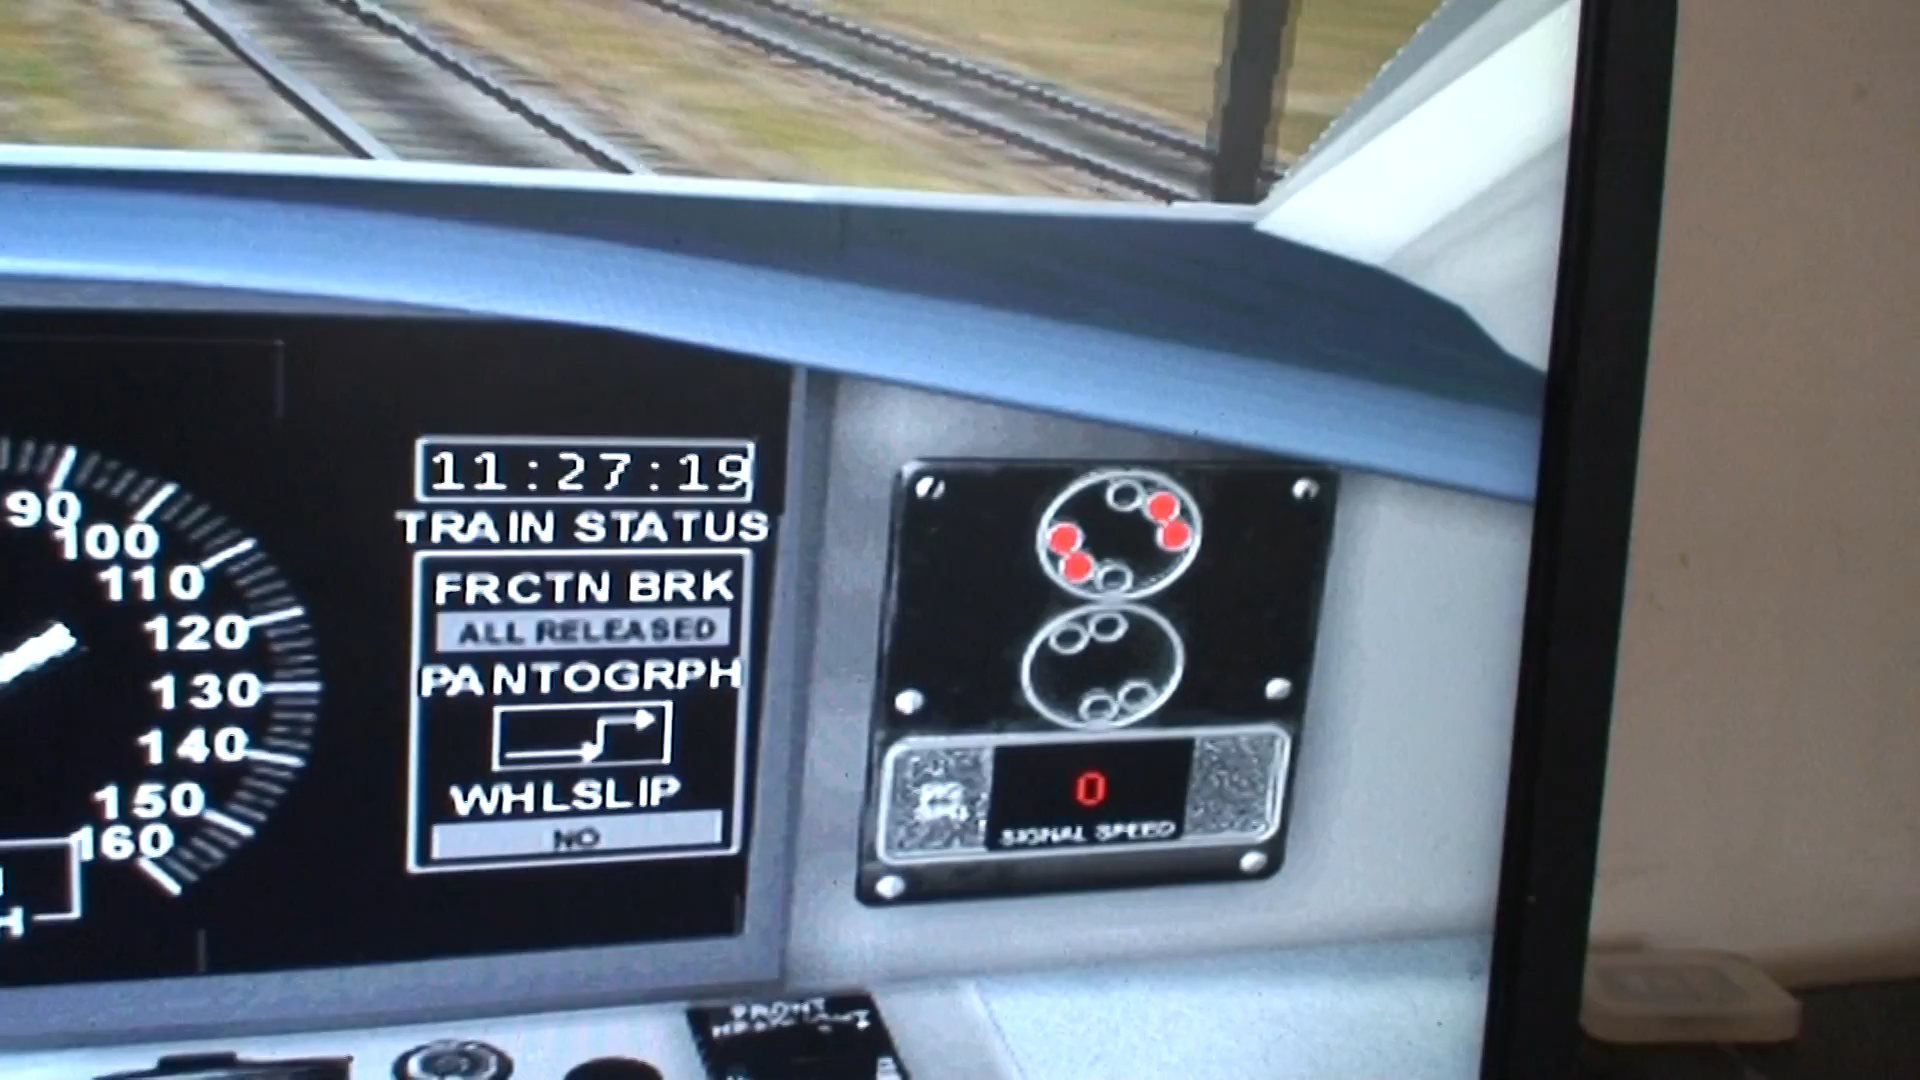 11:27:19
TRAIN STATUS
FRCTN BRK
ALL RELEASED
PANTOGRPH
WHLSLIP
NO
90
100
110
120
130
140
150
160
H
0
SIGNAL SPEED